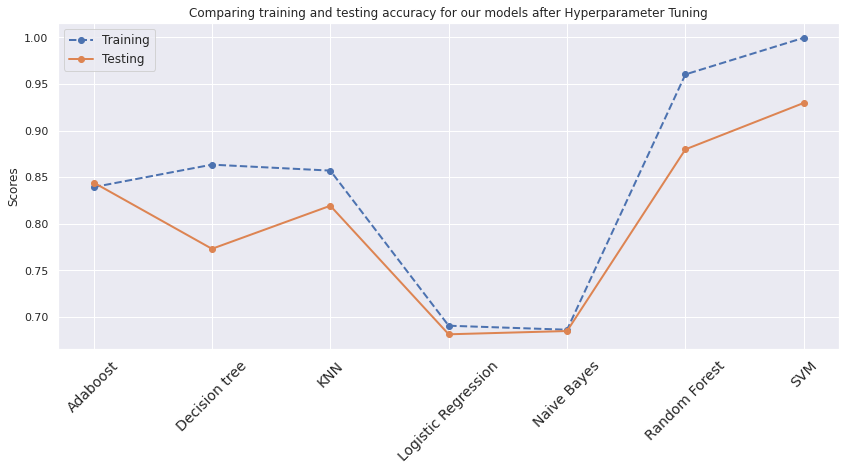 Comparing training and testing accuracy for our models after Hyperparameter Tuning
Training
Testing
Scores
1.00
0.95
0.90
0.85
0.80
0.75
0.70
Adaboost
Decision tree
KNN
Logistic Regression
Naive Bayes
Random Forest
SVM